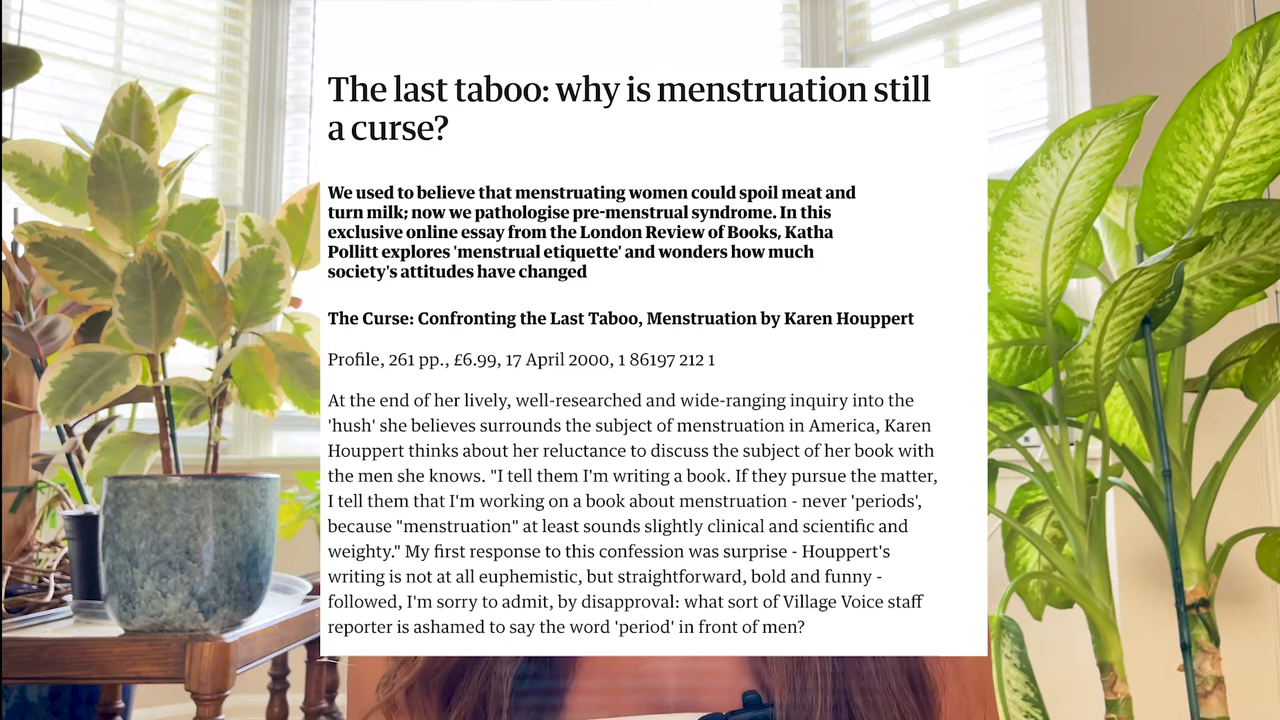 The last taboo: why is menstruation still
a curse?
We used to believe that menstruating women could spoil meat and
turn milk; now we pathologise pre-menstrual syndrome. In this
exclusive online essay from the London Review of Books, Katha
Pollitt explores 'menstrual etiquette' and wonders how much
society's attitudes have changed
The Curse: Confronting the Last Taboo, Menstruation by Karen Houppert
Profile, 261 pp., £6.99, 17 April 2000, 1 86197 212 1
At the end of her lively, well-researched and wide-ranging inquiry into the
'hush' she believes surrounds the subject of menstruation in America, Karen
Houppert thinks about her reluctance to discuss the subject of her book with
the men she knows. "I tell them I'm writing a book. If they pursue the matter,
I tell them that I'm working on a book about menstruation - never 'periods',
because "menstruation" at least sounds slightly clinical and scientific and
weighty." My first response to this confession was surprise - Houppert's
writing is not at all euphemistic, but straightforward, bold and funny -
followed, I'm sorry to admit, by disapproval: what sort of Village Voice staff
reporter is ashamed to say the word 'period' in front of men?